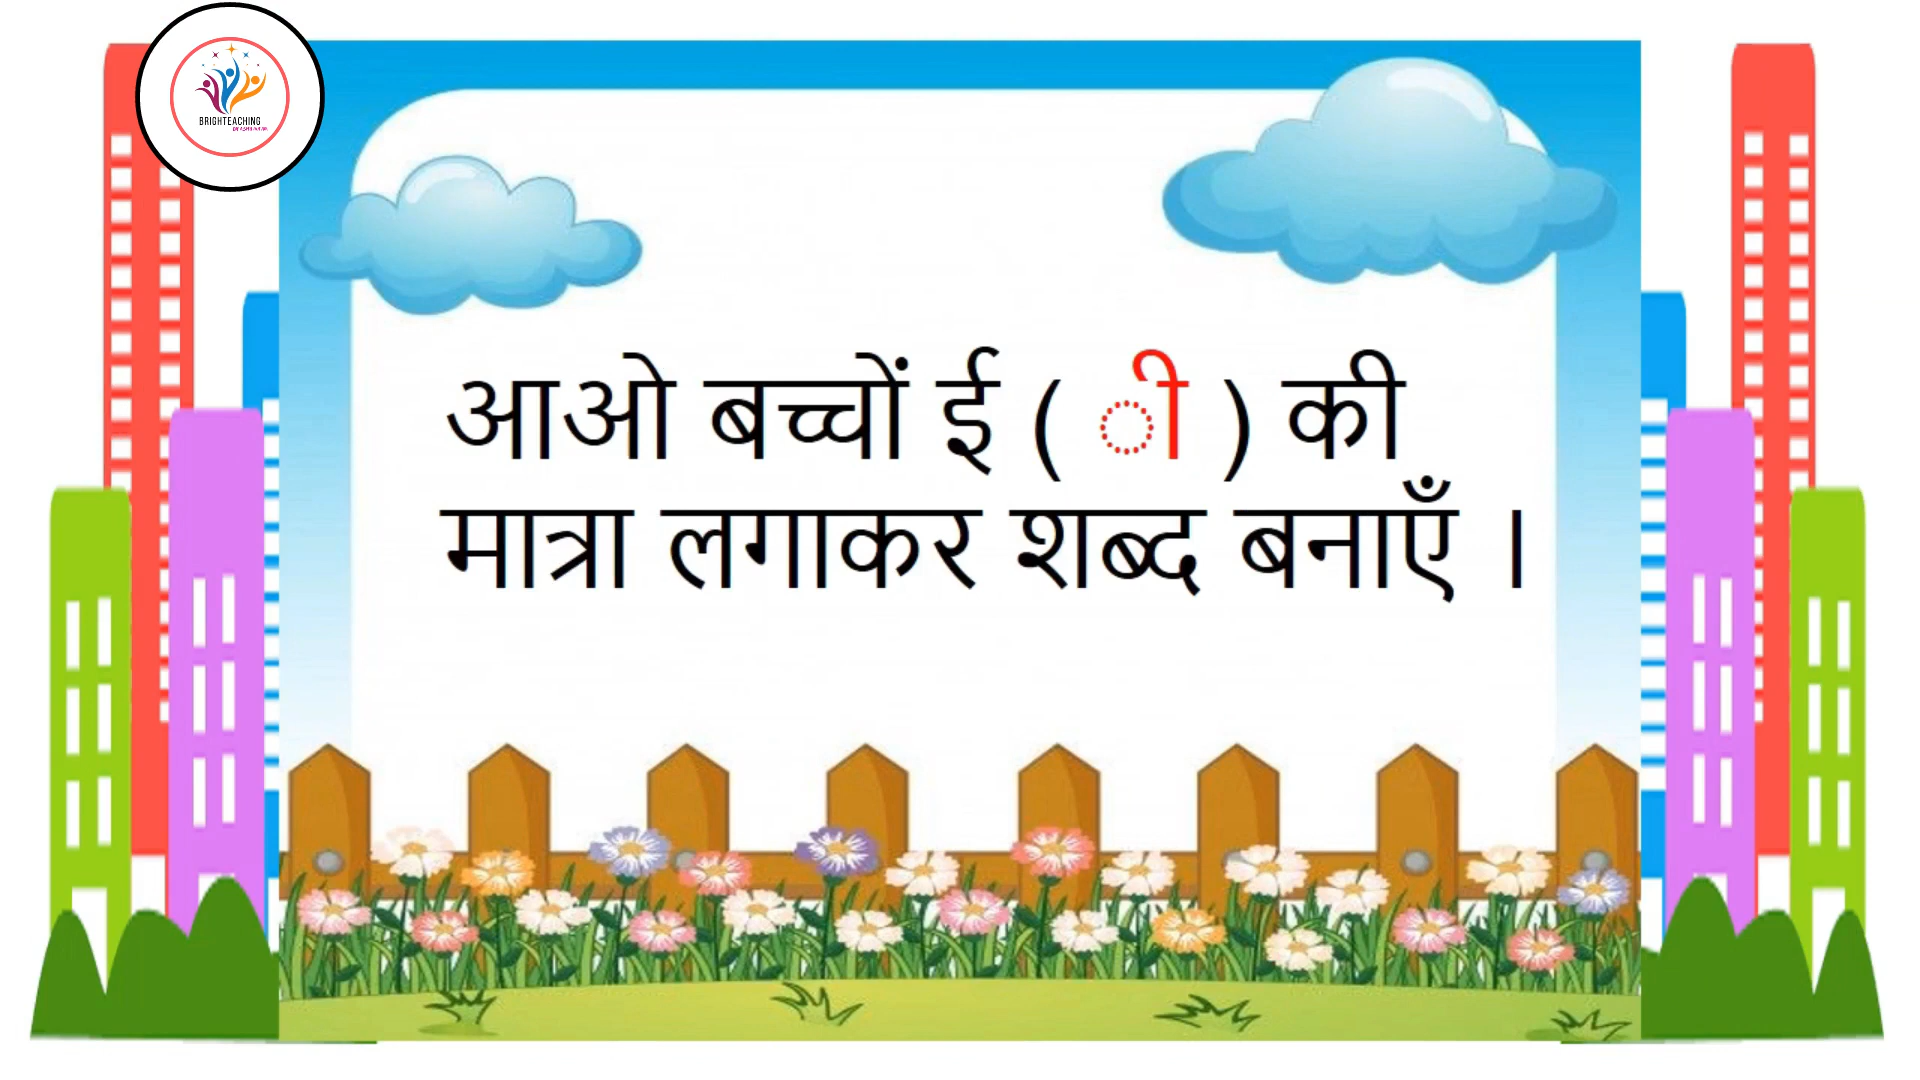 BRIGHTEACHING
आओ बच्चों ई ( ी ) की
मात्रा लगाकर शब्द बनाएँ ।